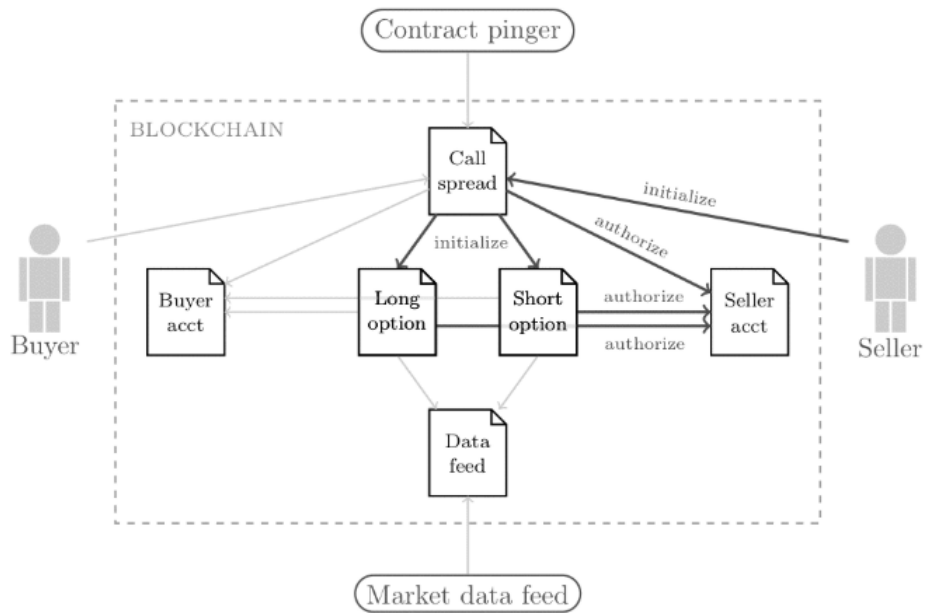 Contract pinger
BLOCKCHAIN
Call
spread
initialize
authorize
initialize
Buyer
acct
Long
option
Short
option
authorize
authorize
Seller
acct
Buyer
Seller
Data
feed
Market data feed